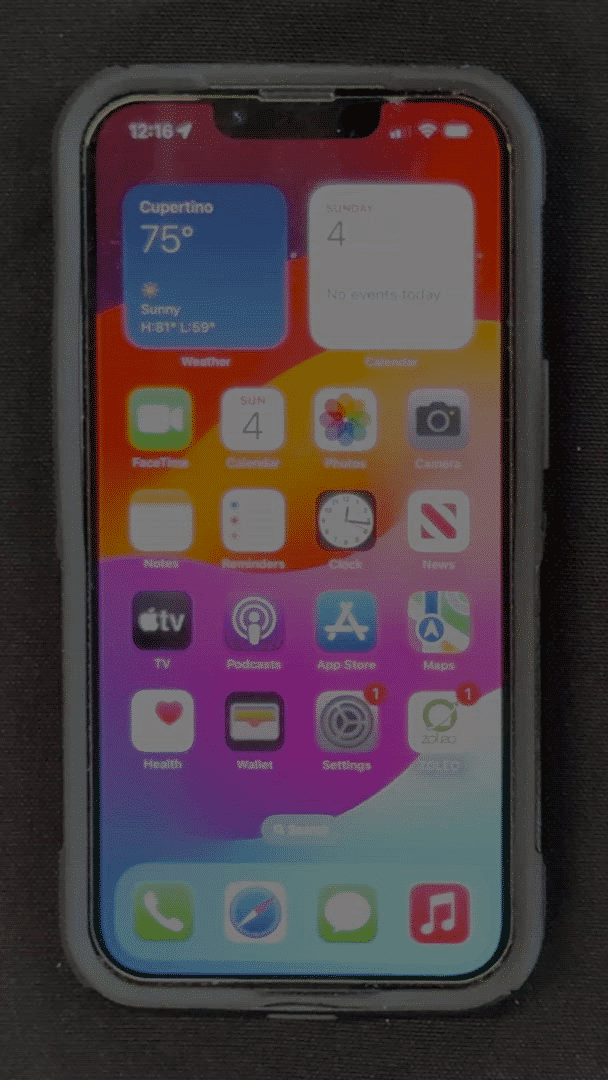 12:16
Cupertino
75°
Sunny
H:81° L:59°
Weather
SUNDAY
4
No events today
Calendar
FaceTime
SUN
4
Calendar
Photos
Camera
Notes
Reminders
Clock
News
tv
TV
Podcasts
App Store
Maps
Health
Wallet
1
Settings
1
zoleo
ZOLEO
Search